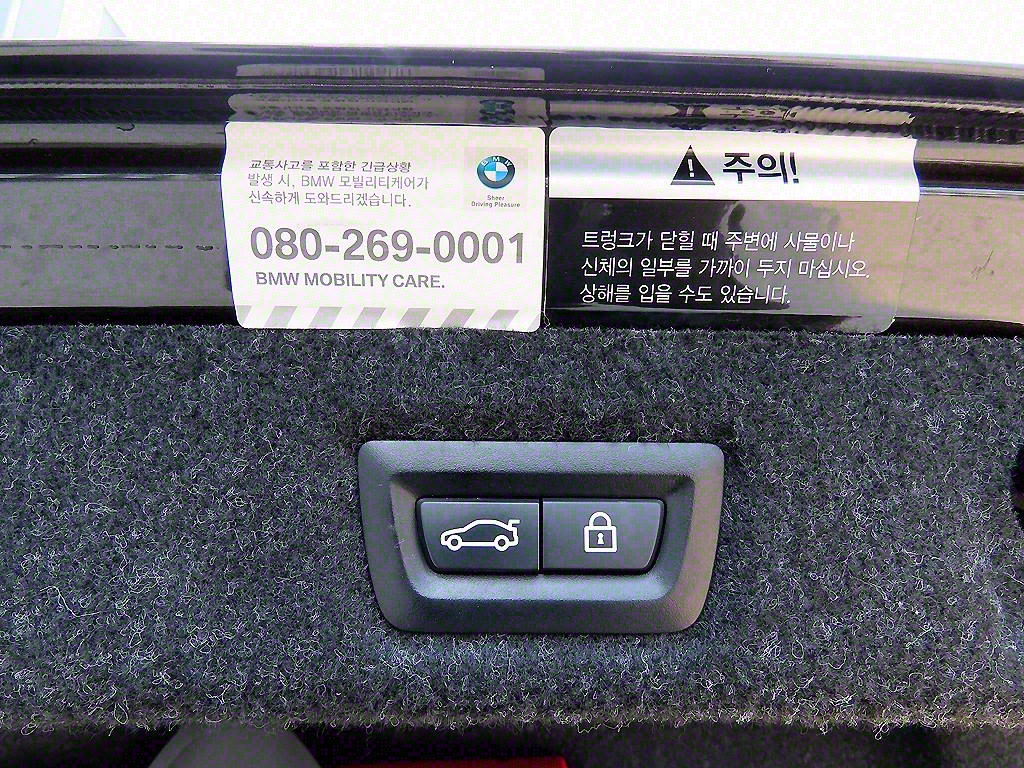 교통사고를 포함한 긴급상황
발생 시, BMW 모빌리티케어가
신속하게 도와드리겠습니다.
BMW
Sheer
Driving Pleasure
080-269-0001
BMW MOBILITY CARE.
주의!
트렁크가 닫힐 때 주변에 사물이나
신체의 일부를 가까이 두지 마십시오.
상해를 입을 수도 있습니다.